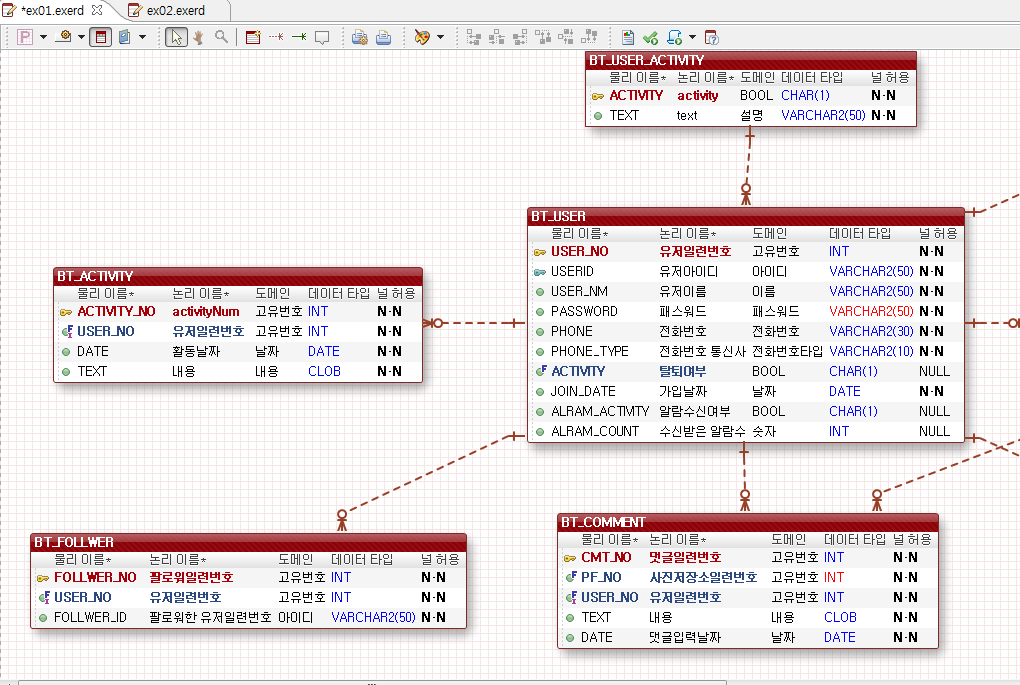 *ex01.exerd
ex02.exerd
BT_USER_ACTIVITY
물리 이름* 논리 이름* 도메인 데이터 타입 널 허용
ACTIVITY activity BOOL CHAR(1) N·N
TEXT text 설명 VARCHAR2(50) N·N
BT_USER
물리 이름* 논리 이름* 도메인 데이터 타입 널 허용
USER_NO 유저일련번호 고유번호 INT N·N
USERID 유저아이디 아이디 VARCHAR2(50) N·N
USER_NM 유저이름 이름 VARCHAR2(50) N·N
PASSWORD 패스워드 패스워드 VARCHAR2(50) N·N
PHONE 전화번호 전화번호 VARCHAR2(30) N·N
PHONE_TYPE 전화번호 통신사 전화번호타입 VARCHAR2(10) N·N
ACTIVITY 탈퇴여부 BOOL CHAR(1) NULL
JOIN_DATE 가입날짜 날짜 DATE N·N
ALRAM_ACTIVITY 알람수신여부 BOOL CHAR(1) NULL
ALRAM_COUNT 수신받은 알람수 숫자 INT NULL
BT_ACTIVITY
물리 이름* 논리 이름* 도메인 데이터 타입 널 허용
ACTIVITY_NO activityNum 고유번호 INT N·N
USER_NO 유저일련번호 고유번호 INT N·N
DATE 활동날짜 날짜 DATE N·N
TEXT 내용 내용 CLOB N·N
BT_FOLLWER
물리 이름* 논리 이름* 도메인 데이터 타입 널 허용
FOLLWER_NO 팔로워일련번호 고유번호 INT N·N
USER_NO 유저일련번호 고유번호 INT N·N
FOLLWER_ID 팔로워한 유저일련번호 아이디 VARCHAR2(50) N·N
BT_COMMENT
물리 이름* 논리 이름* 도메인 데이터 타입 널 허용
CMT_NO 댓글일련번호 고유번호 INT N·N
PF_NO 사진저장소일련번호 고유번호 INT N·N
USER_NO 유저일련번호 고유번호 INT N·N
TEXT 내용 내용 CLOB N·N
DATE 댓글입력날짜 날짜 DATE N·N